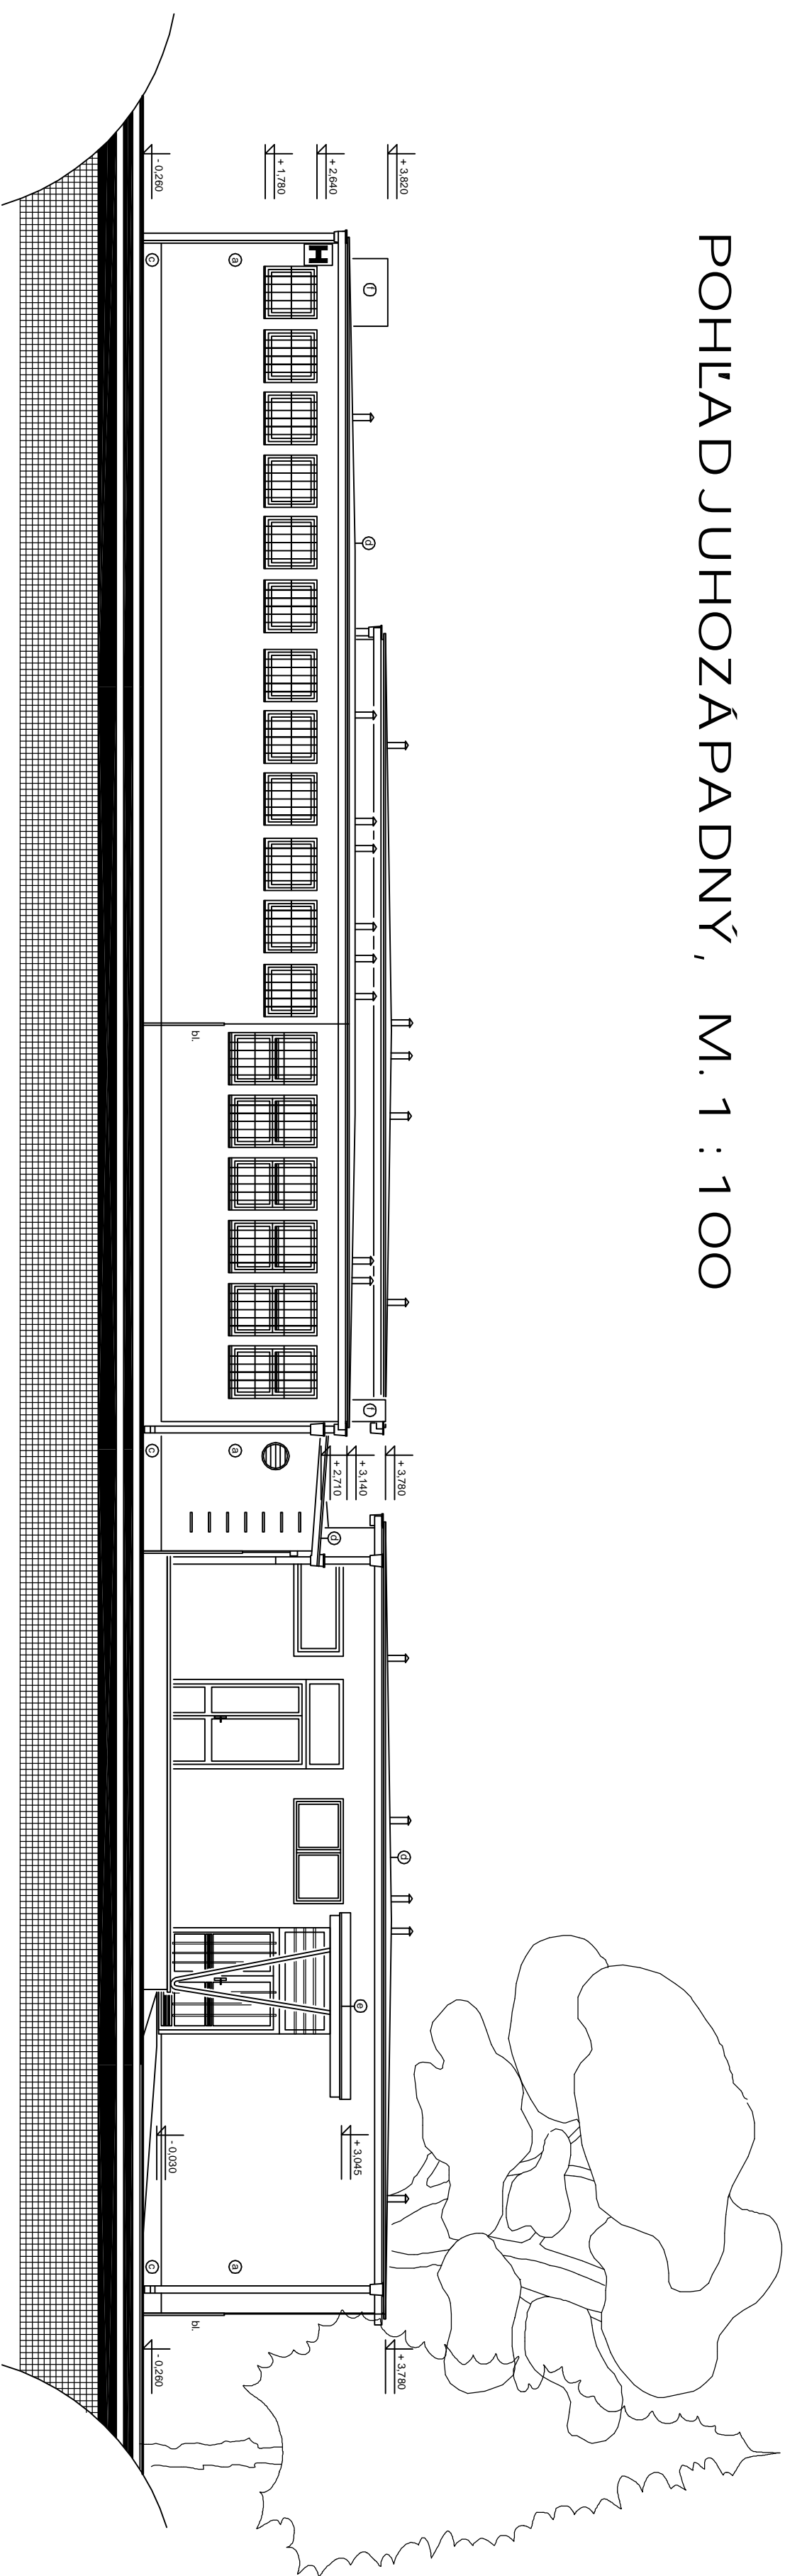 POHĽAD JUHOZÁPADNÝ, M. 1 : 100
+ 3,820
+ 2,640
+ 1,780
- 0,260
f
H
a
c
d
bl.
f
+ 3,780
+ 3,140
+ 2,710
a
c
d
d
e
+ 3,045
- 0,030
a
c
bl.
+ 3,780
- 0,260